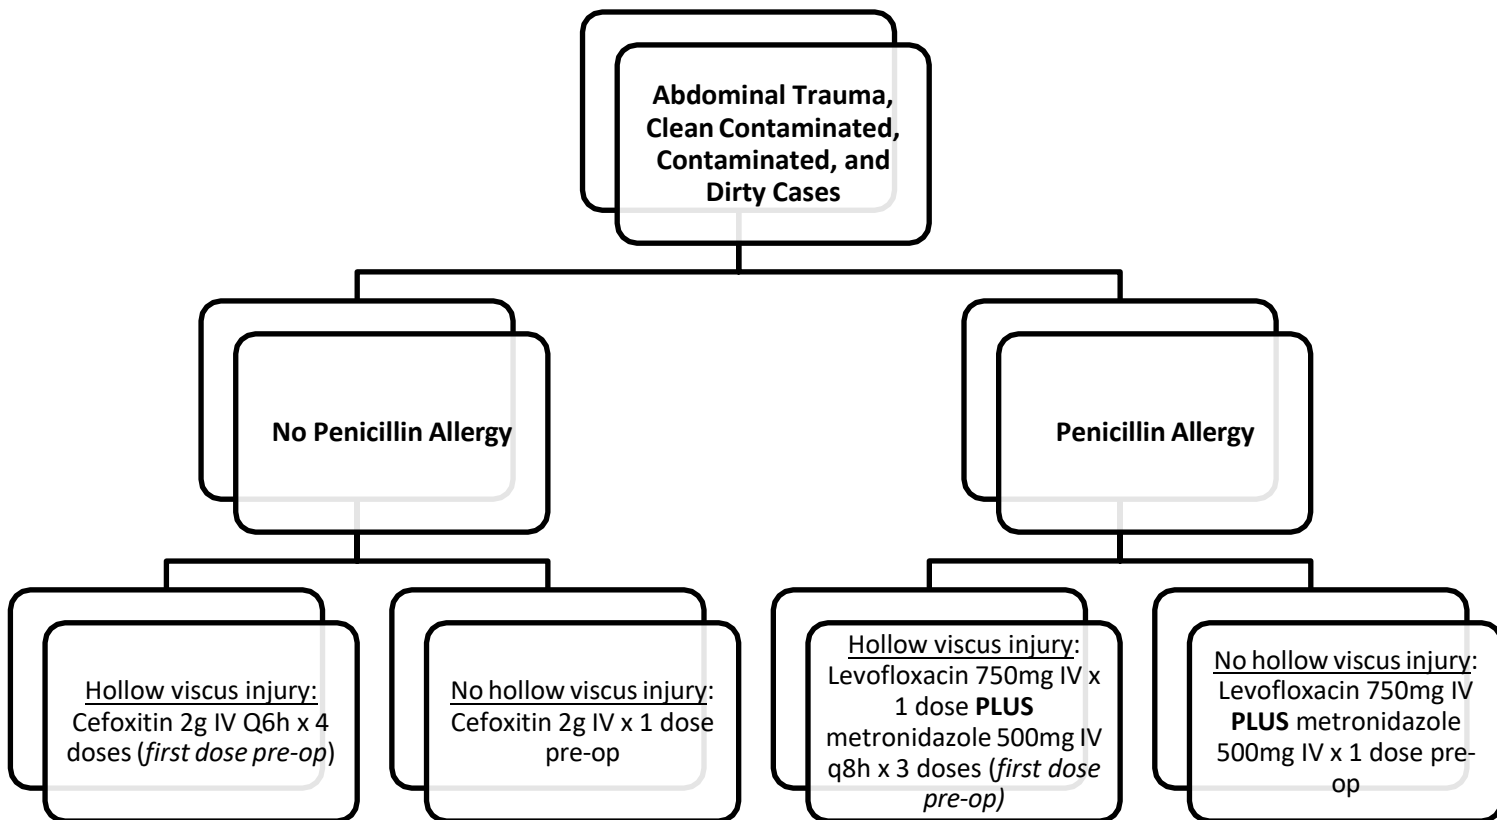 Abdominal Trauma,
Clean Contaminated,
Contaminated, and
Dirty Cases
No Penicillin Allergy
Penicillin Allergy
Hollow viscus injury:
Cefoxitin 2g IV Q6h x 4
doses (first dose pre-op)
No hollow viscus injury:
Cefoxitin 2g IV x 1 dose
pre-op
Hollow viscus injury:
Levofloxacin 750mg IV x
1 dose PLUS
metronidazole 500mg IV
q8h x 3 doses (first dose
pre-op)
No hollow viscus injury:
Levofloxacin 750mg IV
PLUS metronidazole
500mg IV x 1 dose pre-
op